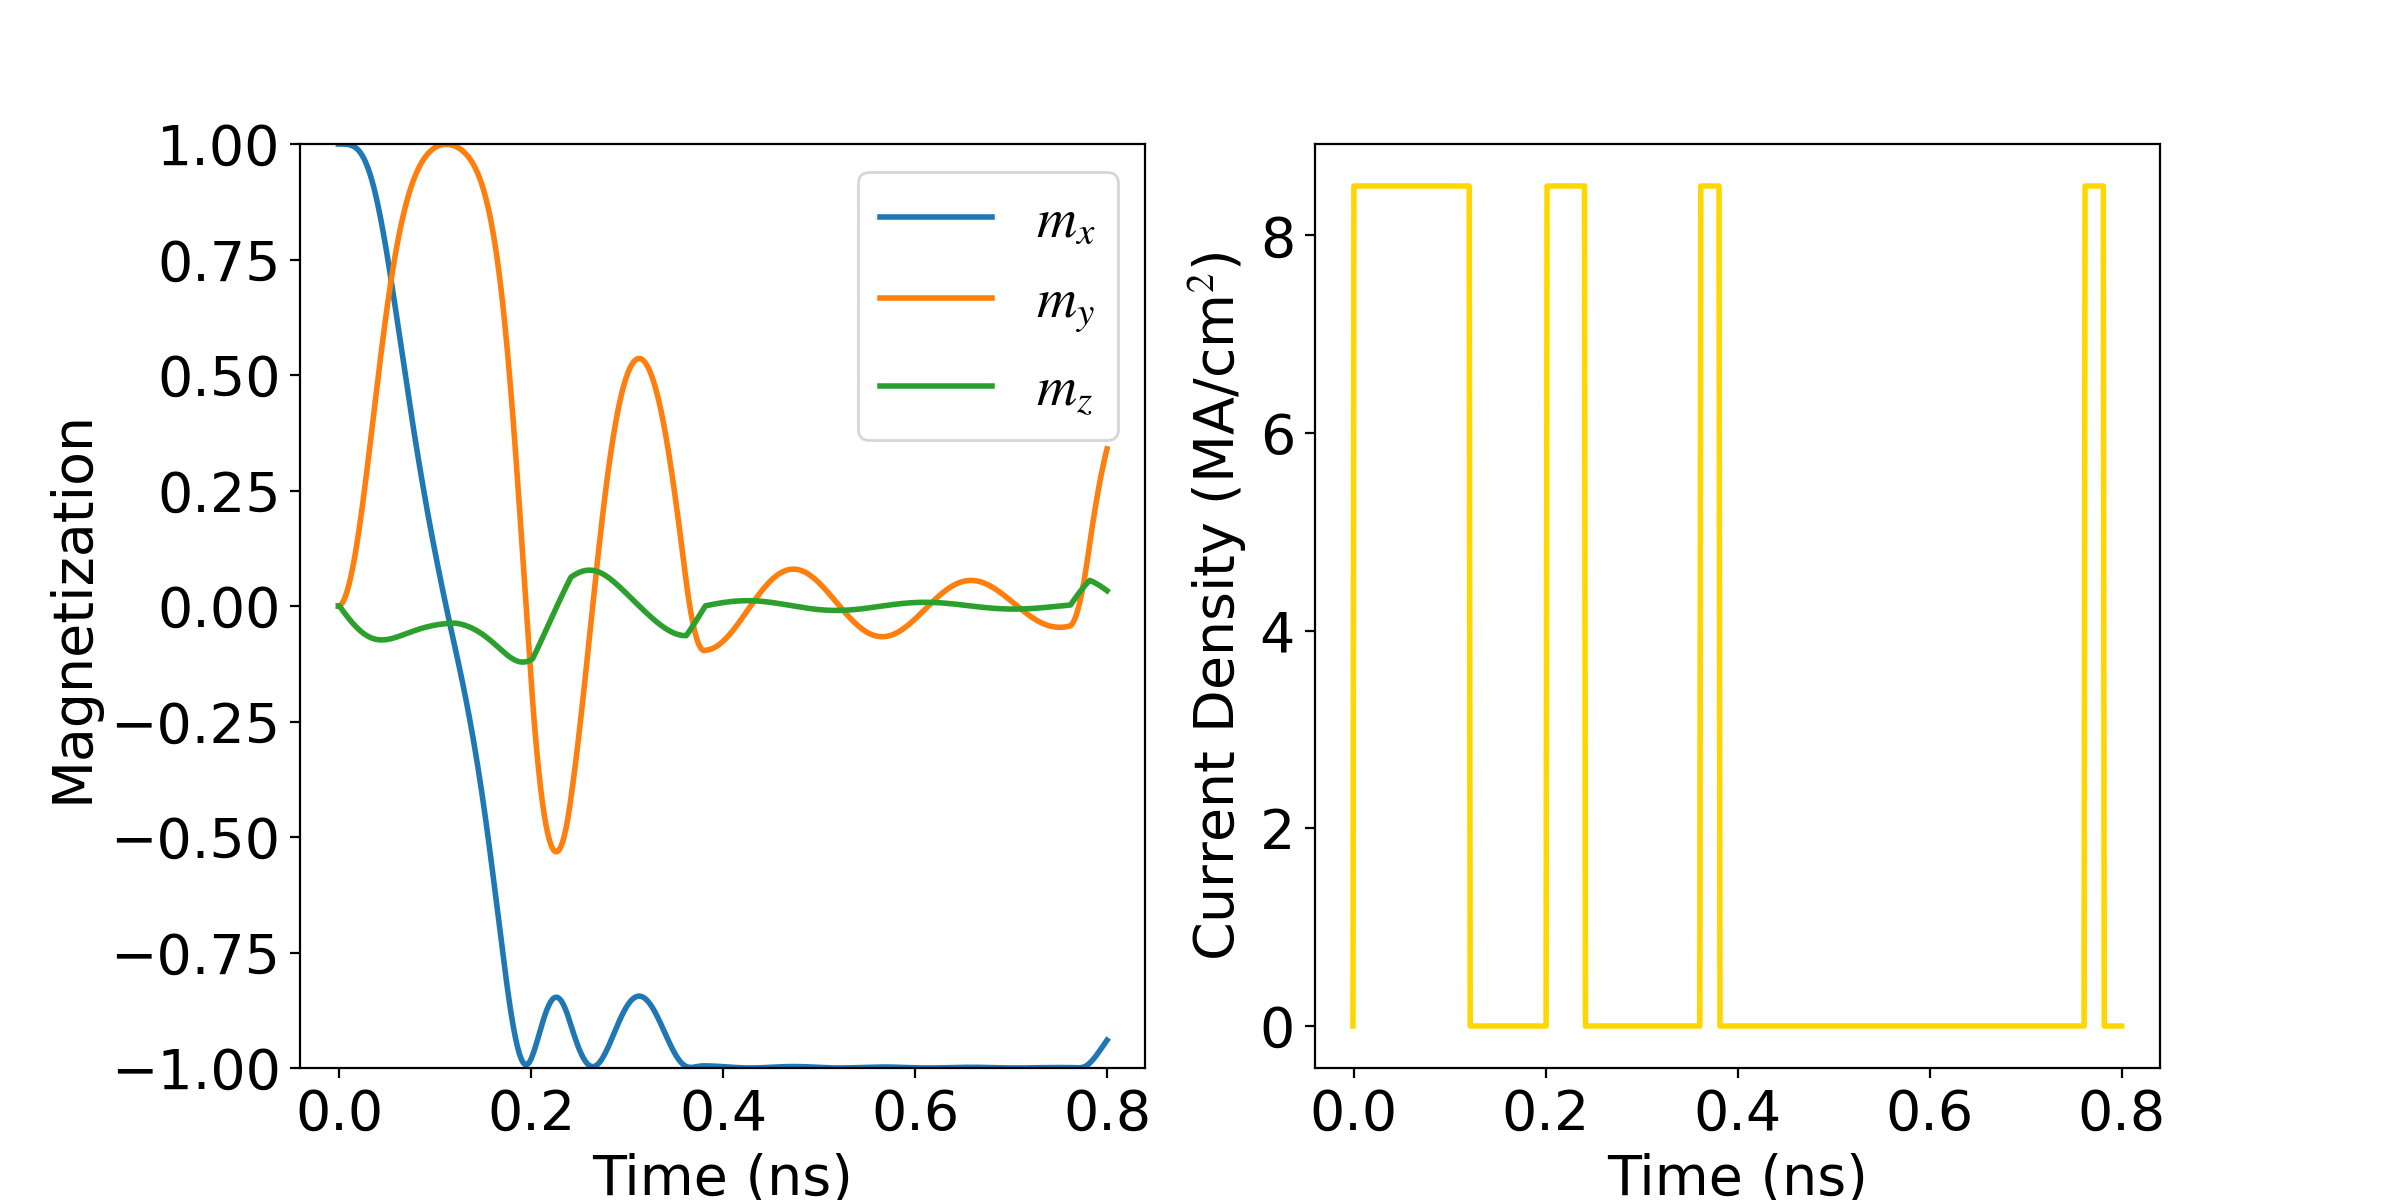 1.00
0.75
0.50
0.25
0.00
−0.25
−0.50
−0.75
−1.00
Magnetization
0.0 0.2 0.4 0.6 0.8
Time (ns)
m_x
m_y
m_z
8
6
4
2
0
Current Density (MA/cm²)
0.0 0.2 0.4 0.6 0.8
Time (ns)